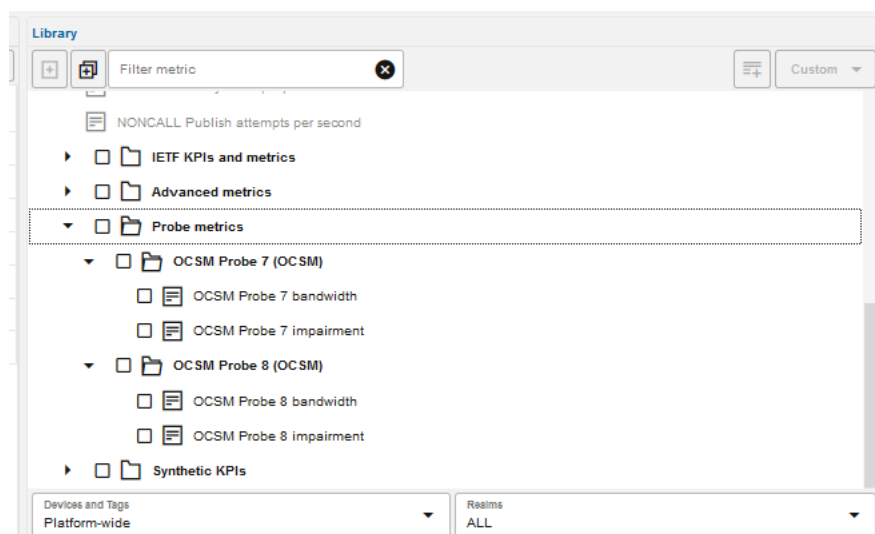 Library
Filter metric
Custom
NONCALL Publish attempts per second
IETF KPIs and metrics
Advanced metrics
Probe metrics
OCSM Probe 7 (OCSM)
OCSM Probe 7 bandwidth
OCSM Probe 7 impairment
OCSM Probe 8 (OCSM)
OCSM Probe 8 bandwidth
OCSM Probe 8 impairment
Synthetic KPIs
Devices and Tags
Platform-wide
Realms
ALL